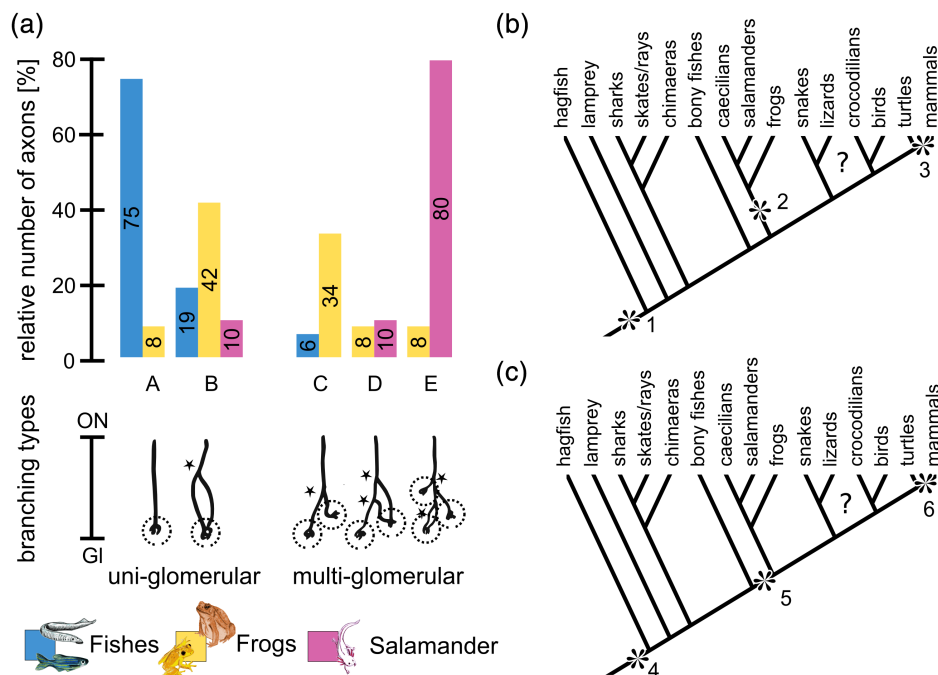 (a)
relative number of axons [%]
80
60
40
20
0
75
8
19
42
10
6
34
8
10
8
80
A B C D E
branching types
ON
Gl
uni-glomerular multi-glomerular
Fishes Frogs Salamander
(b)
hagfish
lamprey
sharks
skates/rays
chimaeras
bony fishes
caecilians
salamanders
frogs
snakes
lizards
crocodilians
birds
turtles
mammals
?
1
2
3
(c)
hagfish
lamprey
sharks
skates/rays
chimaeras
bony fishes
caecilians
salamanders
frogs
snakes
lizards
crocodilians
birds
turtles
mammals
?
4
5
6